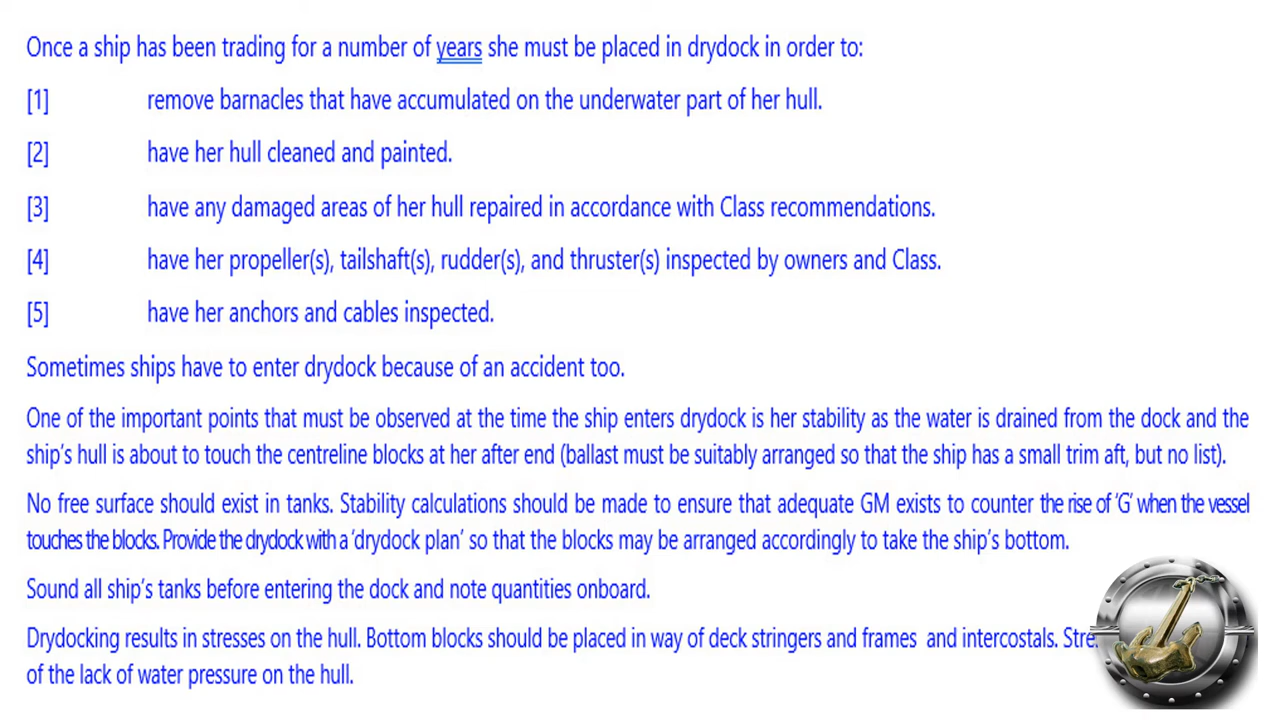 Once a ship has been trading for a number of years she must be placed in drydock in order to:
[1] remove barnacles that have accumulated on the underwater part of her hull.
[2] have her hull cleaned and painted.
[3] have any damaged areas of her hull repaired in accordance with Class recommendations.
[4] have her propeller(s), tailshaft(s), rudder(s), and thruster(s) inspected by owners and Class.
[5] have her anchors and cables inspected.
Sometimes ships have to enter drydock because of an accident too.
One of the important points that must be observed at the time the ship enters drydock is her stability as the water is drained from the dock and the
ship's hull is about to touch the centreline blocks at her after end (ballast must be suitably arranged so that the ship has a small trim aft, but no list).
No free surface should exist in tanks. Stability calculations should be made to ensure that adequate GM exists to counter the rise of 'G' when the vessel
touches the blocks. Provide the drydock with a 'drydock plan' so that the blocks may be arranged accordingly to take the ship's bottom.
Sound all ship's tanks before entering the dock and note quantities onboard.
Drydocking results in stresses on the hull. Bottom blocks should be placed in way of deck stringers and frames and intercostals.
of the lack of water pressure on the hull.